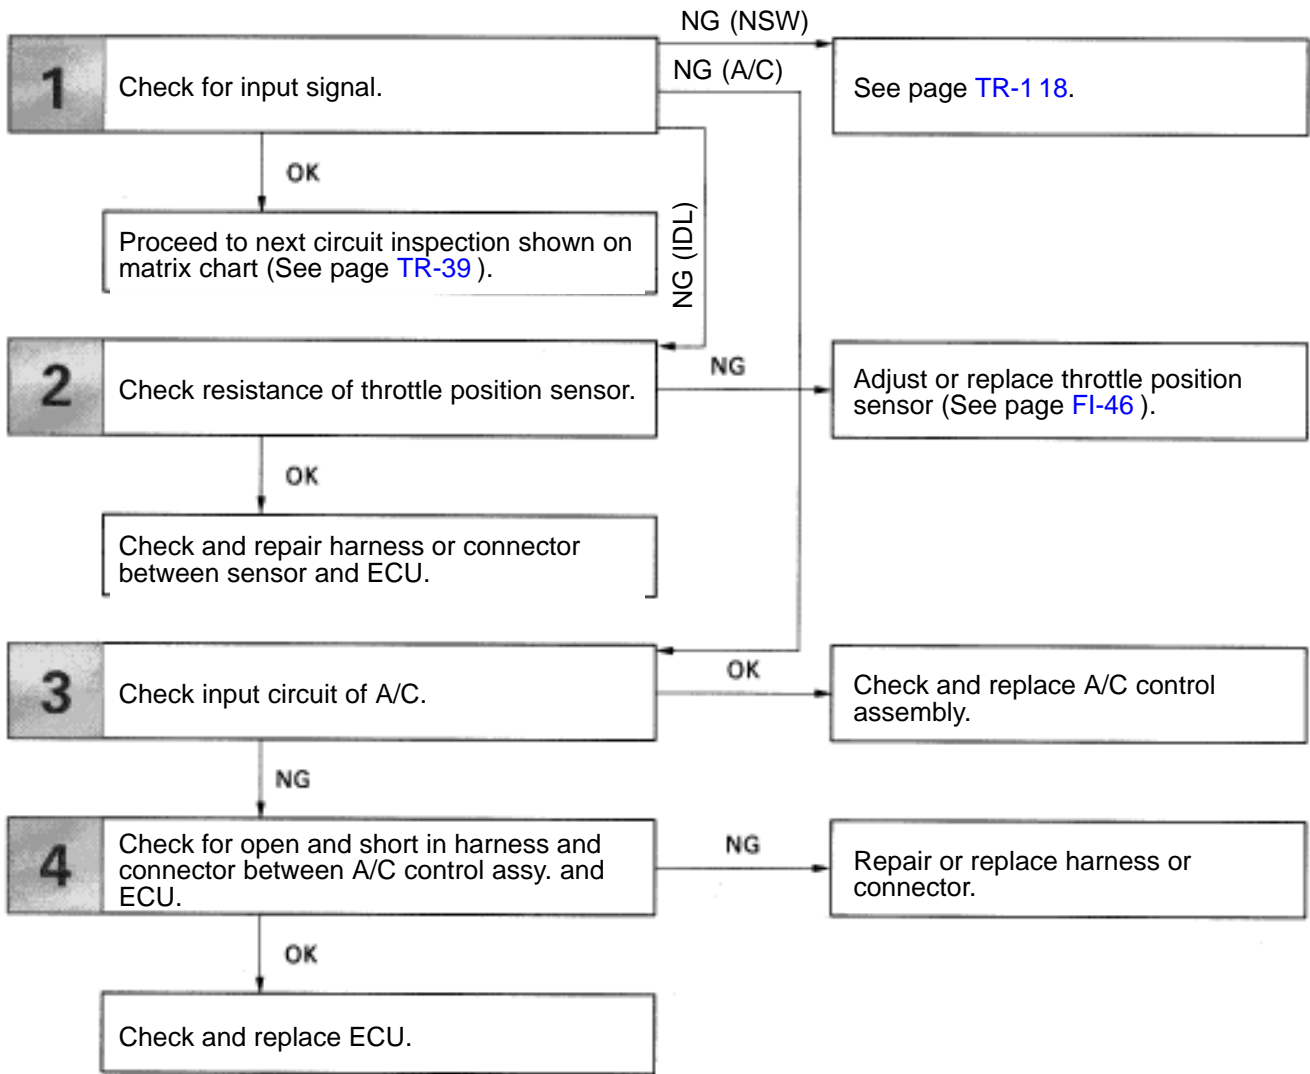 NG (NSW)
NG (A/C)
1
Check for input signal.
See page TR-1 18.
OK
NG (IDL)
Proceed to next circuit inspection shown on
matrix chart (See page TR-39 ).
2
Check resistance of throttle position sensor.
NG
Adjust or replace throttle position
sensor (See page FI-46 ).
OK
Check and repair harness or connector
between sensor and ECU.
3
Check input circuit of A/C.
OK
Check and replace A/C control
assembly.
NG
4
Check for open and short in harness and
connector between A/C control assy. and
ECU.
NG
Repair or replace harness or
connector.
OK
Check and replace ECU.